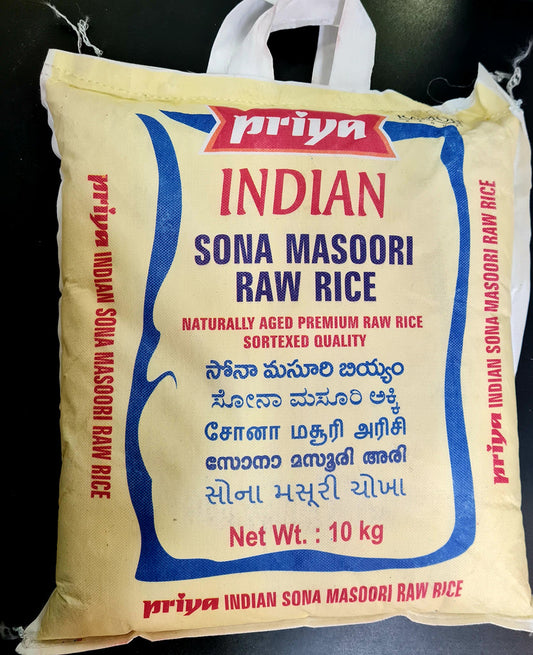 priya
INDIAN
SONA MASOORI
RAW RICE
NATURALLY AGED PREMIUM RAW RICE
SORTEXED QUALITY
సోనా మసూరి బియ్యం
ಸೋನಾ ಮಸೂರಿ ಅಕ್ಕಿ
சோனா மசூரி அரிசி
സോനാ മസൂരി അരി
સોના મસૂરી ચોખા
Net Wt. : 10 kg
priya INDIAN SONA MASOORI RAW RICE
priya INDIAN SONA MASOORI RAW RICE
priya INDIAN SONA MASOORI RAW RICE